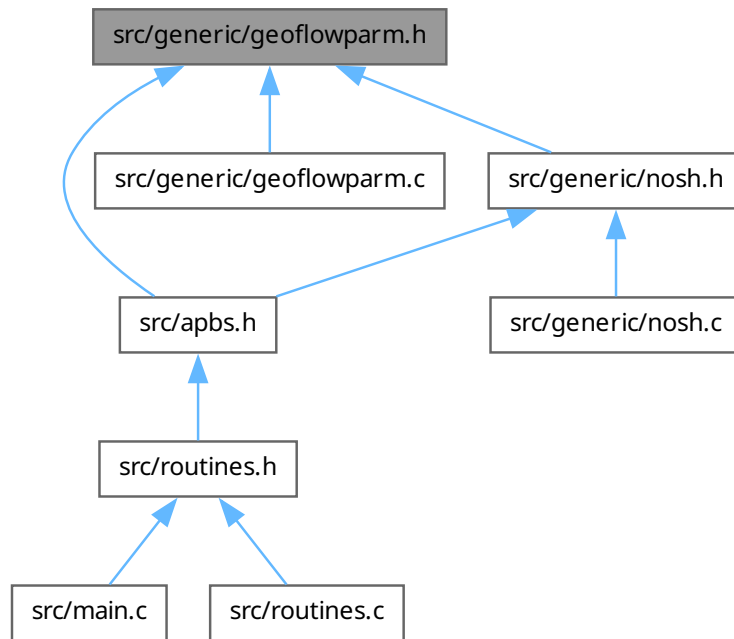 src/generic/geoflowparm.h
src/generic/geoflowparm.c
src/generic/nosh.h
src/apbs.h
src/generic/nosh.c
src/routines.h
src/main.c
src/routines.c